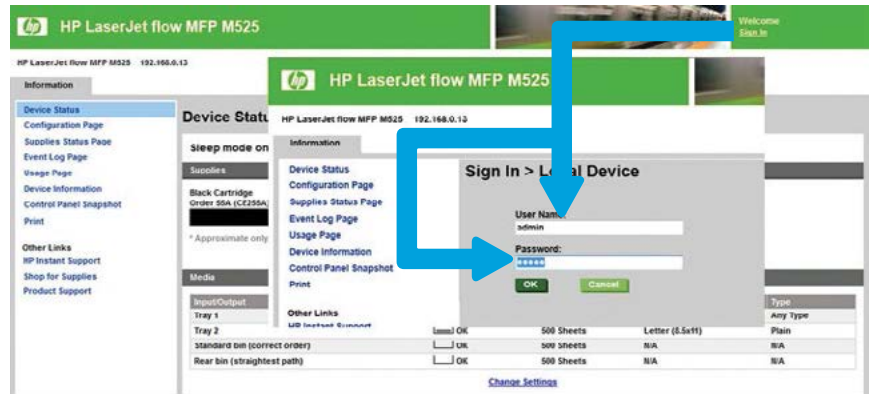 hp HP LaserJet flow MFP M525
Welcome
Sign In
HP LaserJet flow MFP M525 192.168.0.13
Information
Device Status
Configuration Page
Supplies Status Page
Event Log Page
Usage Page
Device Information
Control Panel Snapshot
Print
Other Links
HP Instant Support
Shop for Supplies
Product Support
Device Statu
Sleep mode on
Supplies
Black Cartridge
Order 55A (CE255A)
* Approximate only
Media
Input/Output
Type
Tray 1
Any Type
Tray 2 OK 500 Sheets Letter (8.5x11) Plain
Standard bin (correct order) OK 500 Sheets N/A N/A
Rear bin (straightest path) OK 500 Sheets N/A N/A
Change Settings
hp HP LaserJet flow MFP M525
HP LaserJet flow MFP M525 192.168.0.13
Information
Device Status
Configuration Page
Supplies Status Page
Event Log Page
Usage Page
Device Information
Control Panel Snapshot
Print
Other Links
HP Instant Support
Sign In > Local Device
User Name:
admin
Password:
•••••
OK Cancel